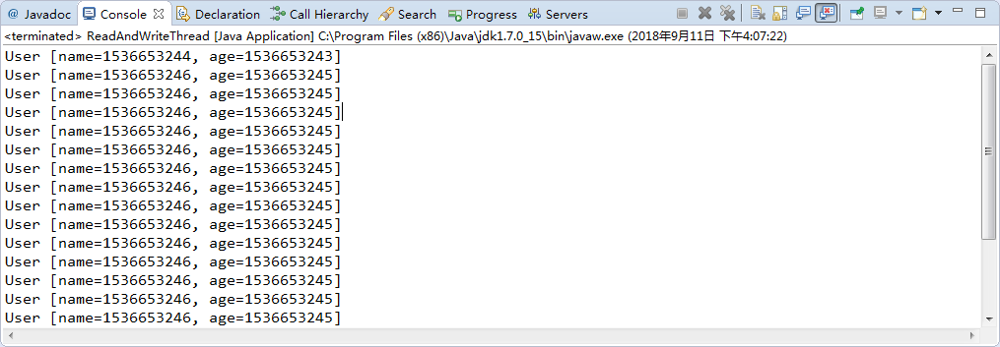 Javadoc Console Declaration Call Hierarchy Search Progress Servers
<terminated> ReadAndWriteThread [Java Application] C:\Program Files (x86)\Java\jdk1.7.0_15\bin\javaw.exe (2018年9月11日 下午4:07:22)
User [name=1536653244, age=1536653243]
User [name=1536653246, age=1536653245]
User [name=1536653246, age=1536653245]
User [name=1536653246, age=1536653245]
User [name=1536653246, age=1536653245]
User [name=1536653246, age=1536653245]
User [name=1536653246, age=1536653245]
User [name=1536653246, age=1536653245]
User [name=1536653246, age=1536653245]
User [name=1536653246, age=1536653245]
User [name=1536653246, age=1536653245]
User [name=1536653246, age=1536653245]
User [name=1536653246, age=1536653245]
User [name=1536653246, age=1536653245]
User [name=1536653246, age=1536653245]